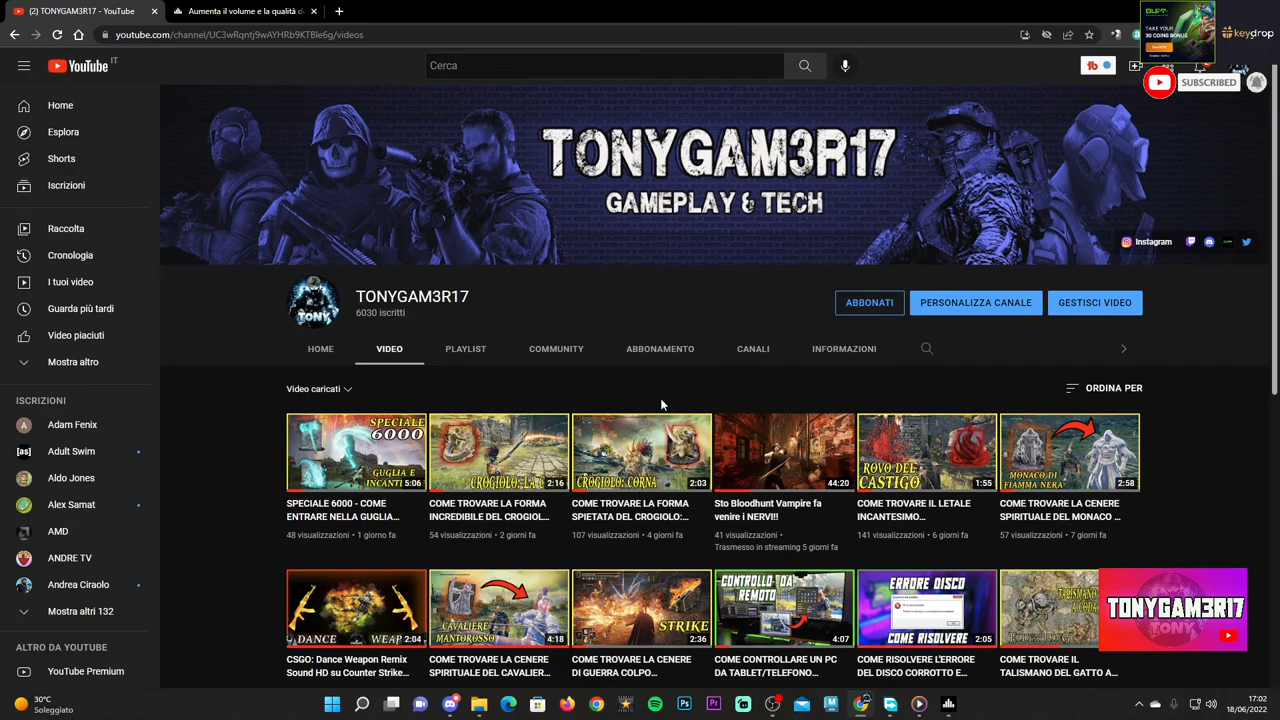 (2) TONYGAM3R17 - YouTube
Aumenta il volume e la qualità d
youtube.com/channel/UC3wRqntj9wAYHRb9KTBle6g/videos
TAKE YOUR
30 COINS BONUS
keydrop
YouTube IT
SUBSCRIBED
Home
Esplora
Shorts
Iscrizioni
Raccolta
Cronologia
I tuoi video
Guarda più tardi
Video piaciuti
Mostra altro
ISCRIZIONI
Adam Fenix
Adult Swim
Aldo Jones
Alex Samat
AMD
ANDRE TV
Andrea Ciraolo
Mostra altri 132
ALTRO DA YOUTUBE
YouTube Premium
TONYGAM3R17
GAMEPLAY & TECH
Instagram
TONY
TONYGAM3R17
6030 iscritti
ABBONATI
PERSONALIZZA CANALE
GESTISCI VIDEO
HOME
VIDEO
PLAYLIST
COMMUNITY
ABBONAMENTO
CANALI
INFORMAZIONI
Video caricati
ORDINA PER
SPECIALE
6000
GUGLIA E
INCANTI
5:06
SPECIALE 6000 - COME
ENTRARE NELLA GUGLIA...
48 visualizzazioni • 1 giorno fa
2:16
COME TROVARE LA FORMA
INCREDIBILE DEL CROGIOL...
54 visualizzazioni • 2 giorni fa
CROGIOLO: CORNA
2:03
COME TROVARE LA FORMA
SPIETATA DEL CROGIOLO:...
107 visualizzazioni • 4 giorni fa
44:20
Sto Bloodhunt Vampire fa
venire i NERVI!!!
41 visualizzazioni •
Trasmesso in streaming 5 giorni fa
ROVO DEL
CASTIGO
1:55
COME TROVARE IL LETALE
INCANTESIMO...
141 visualizzazioni • 6 giorni fa
MONACO DI
FIAMMA NERA
2:58
COME TROVARE LA CENERE
SPIRITUALE DEL MONACO ...
57 visualizzazioni • 7 giorni fa
DANCE WEAP
2:04
CSGO: Dance Weapon Remix
Sound HD su Counter Strike...
CAVALIERE
MANTOROSSO
4:18
COME TROVARE LA CENERE
SPIRITUALE DEL CAVALIER...
STRIKE
2:36
COME TROVARE LA CENERE
DI GUERRA COLPO...
CONTROLLO DA
REMOTO
4:07
COME CONTROLLARE UN PC
DA TABLET/TELEFONO...
ERRORE DISCO
COME RISOLVERE
2:05
COME RISOLVERE L'ERRORE
DEL DISCO CORROTTO E...
COME TROVARE IL
TALISMANO DEL GATTO A...
TONYGAM3R17
TONY
30°C
Soleggiato
17:02
18/06/2022